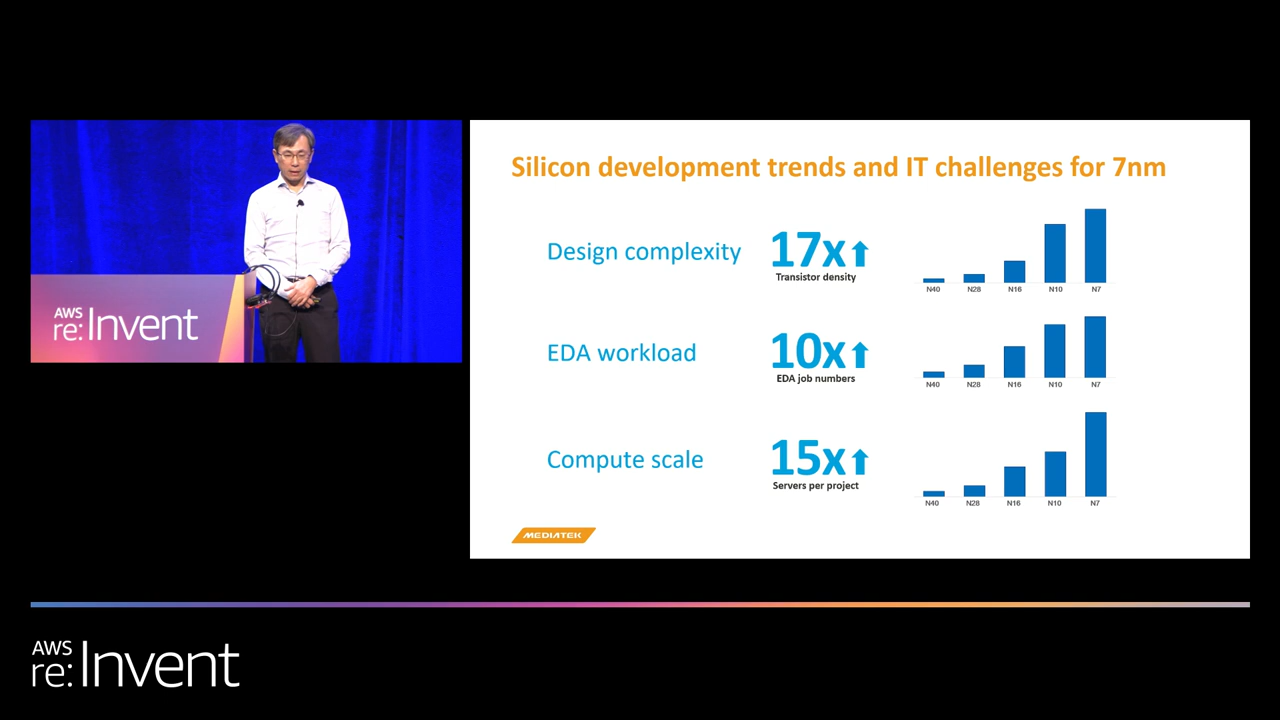 AWS
re:Invent
Silicon development trends and IT challenges for 7nm
Design complexity
17x
Transistor density
N40 N28 N16 N10 N7
EDA workload
10x
EDA job numbers
N40 N28 N16 N10 N7
Compute scale
15x
Servers per project
N40 N28 N16 N10 N7
MEDIATEK
AWS
re:Invent